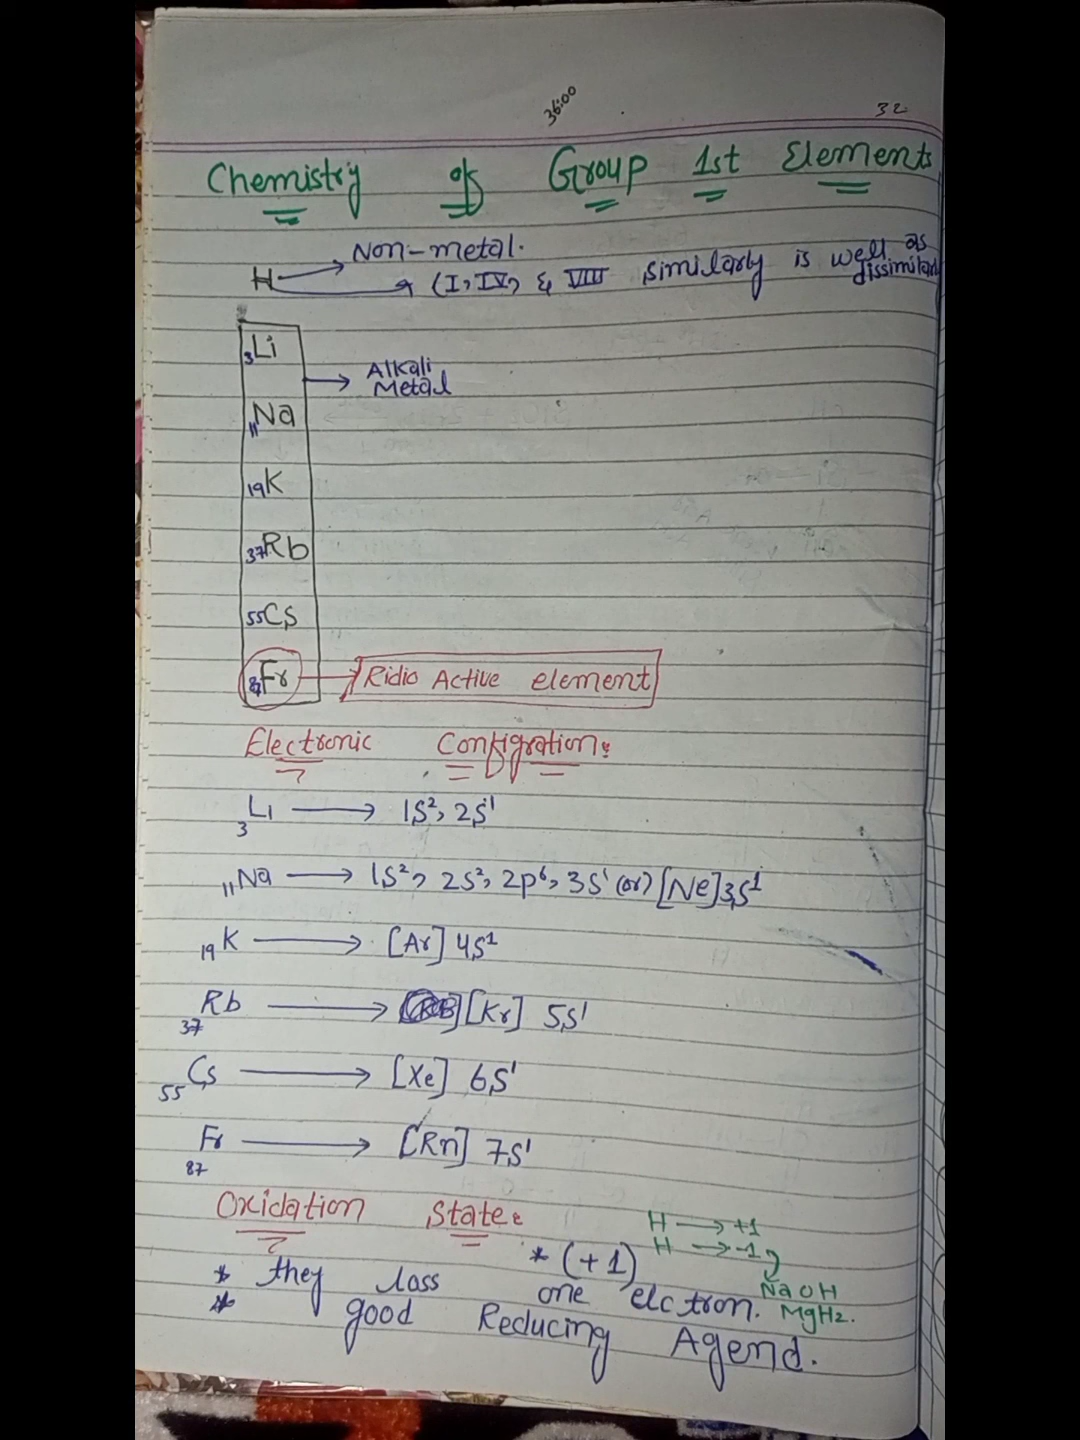 36:00
32
Chemistry of Group 1st Elements
H → Non-metal.
→ (I, IV, & VIII similarly is well as dissimilarly
3Li
→ Alkali Metal
11Na
19K
37Rb
55Cs
87Fr → Ridio Active element
Electronic Configration:
3Li → 1S², 2S¹
11Na → 1S², 2S², 2p⁶, 3S¹ (or) [Ne]3S¹
19K → [Ar] 4S¹
37Rb → [Kr] 5S¹
55Cs → [Xe] 6S¹
87Fr → [Rn] 7S¹
Oxidation State:
H → +1
H → -1
NaOH
MgH2.
* (+1)
* they loss one elctron.
* good Reducing Agend.